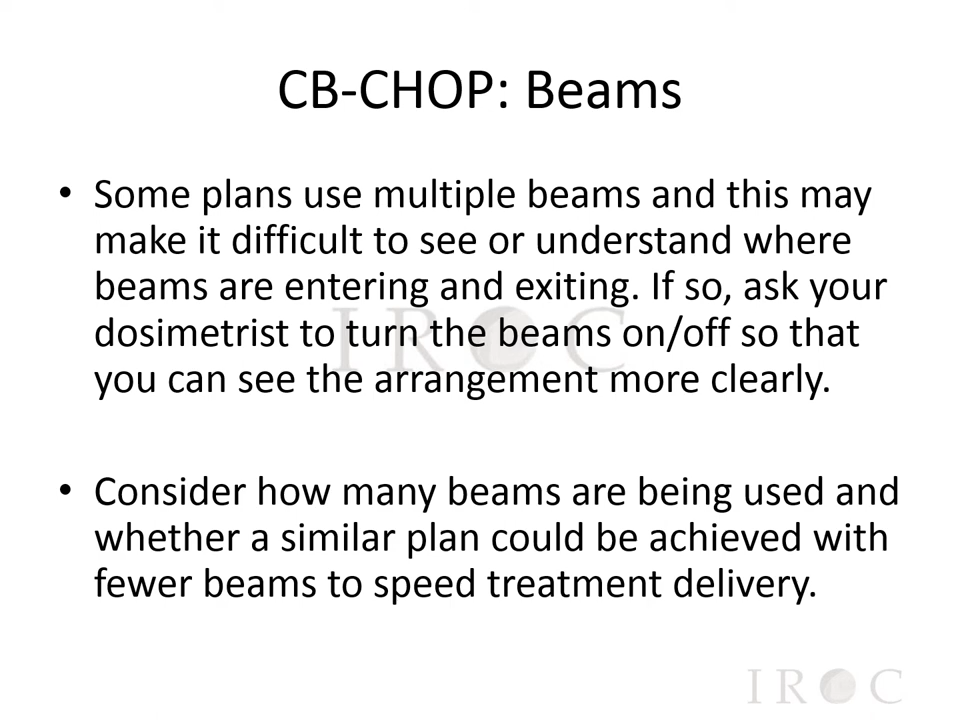 CB-CHOP: Beams
• Some plans use multiple beams and this may
make it difficult to see or understand where
beams are entering and exiting. If so, ask your
dosimetrist to turn the beams on/off so that
you can see the arrangement more clearly.
• Consider how many beams are being used and
whether a similar plan could be achieved with
fewer beams to speed treatment delivery.
IROC
IROC